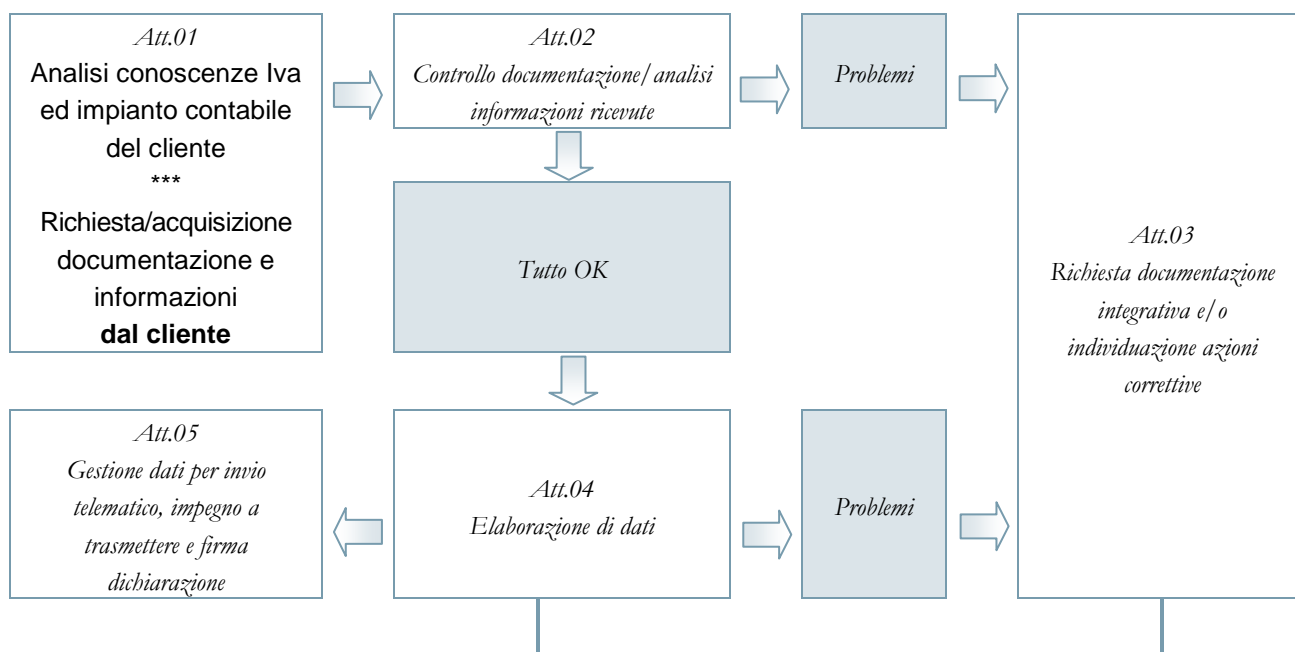 Att.01
Analisi conoscenze Iva
ed impianto contabile
del cliente
***
Richiesta/acquisizione
documentazione e
informazioni
dal cliente
Att.02
Controllo documentazione/analisi
informazioni ricevute
Problemi
Tutto OK
Att.03
Richiesta documentazione
integrativa e/o
individuazione azioni
correttive
Att.05
Gestione dati per invio
telematico, impegno a
trasmettere e firma
dichiarazione
Att.04
Elaborazione di dati
Problemi